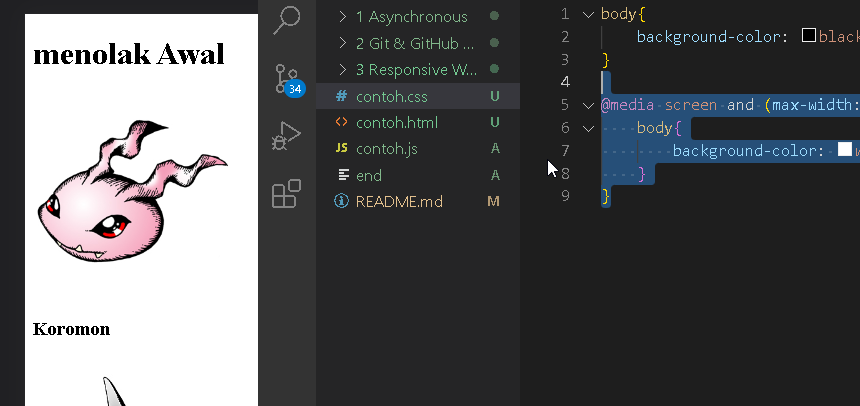 menolak Awal
Koromon
34
1 Asynchronous
2 Git & GitHub ...
3 Responsive W...
# contoh.css U
<> contoh.html U
JS contoh.js A
end A
README.md M
1 body{
2 background-color: black
3 }
4
5 @media screen and (max-width:
6 body{
7 background-color:
8 }
9 }